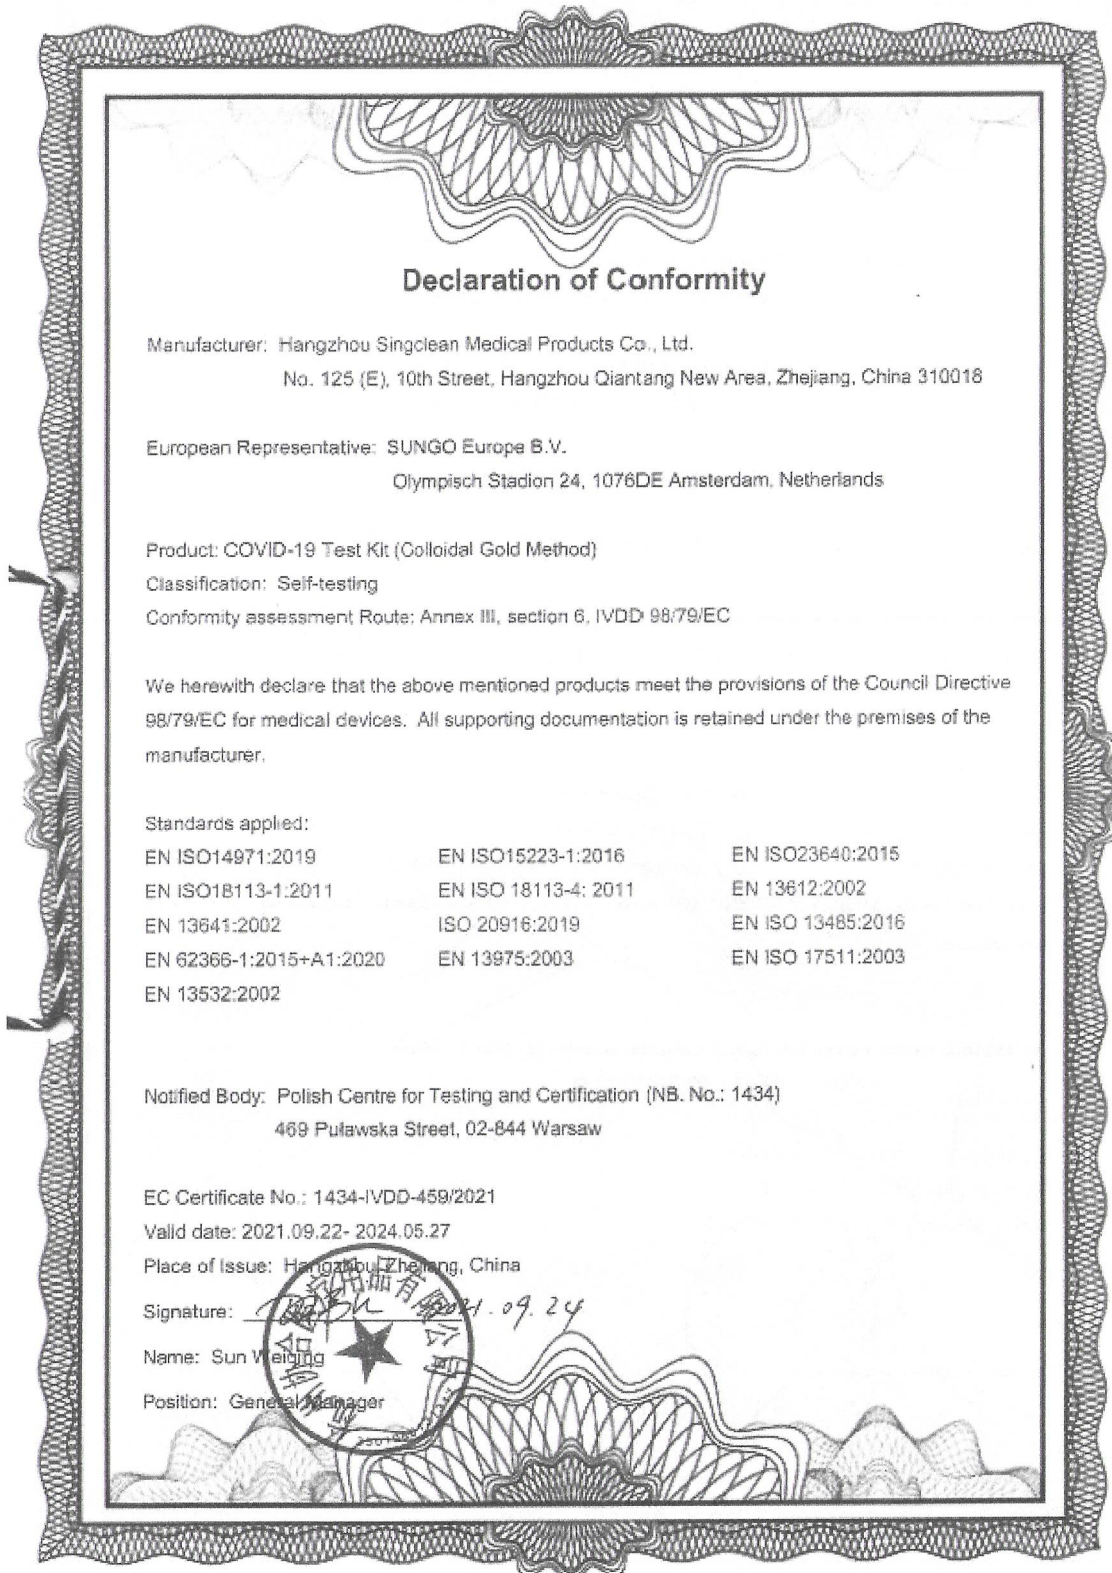 Declaration of Conformity
Manufacturer: Hangzhou Singclean Medical Products Co., Ltd.
No. 125 (E), 10th Street, Hangzhou Qiantang New Area, Zhejiang, China 310018
European Representative: SUNGO Europe B.V.
Olympisch Stadion 24, 1076DE Amsterdam, Netherlands
Product: COVID-19 Test Kit (Colloidal Gold Method)
Classification: Self-testing
Conformity assessment Route: Annex III, section 6, IVDD 98/79/EC
We herewith declare that the above mentioned products meet the provisions of the Council Directive
98/79/EC for medical devices. All supporting documentation is retained under the premises of the
manufacturer.
Standards applied:
EN ISO14971:2019 EN ISO15223-1:2016 EN ISO23640:2015
EN ISO18113-1:2011 EN ISO 18113-4: 2011 EN 13612:2002
EN 13641:2002 ISO 20916:2019 EN ISO 13485:2016
EN 62366-1:2015+A1:2020 EN 13975:2003 EN ISO 17511:2003
EN 13532:2002
Notified Body: Polish Centre for Testing and Certification (NB. No.: 1434)
469 Puławska Street, 02-844 Warsaw
EC Certificate No.: 1434-IVDD-459/2021
Valid date: 2021.09.22- 2024.05.27
Place of Issue: Hangzhou, Zhejiang, China
Signature: 2021.09.24
Name: Sun Weiqing
Position: General Manager
用品有限公司